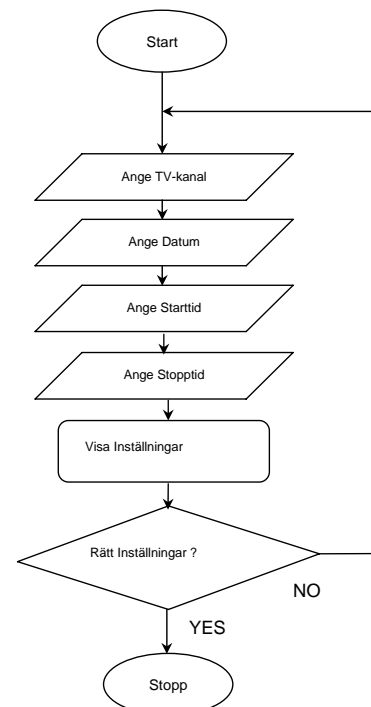 Start
Ange TV-kanal
Ange Datum
Ange Starttid
Ange Stopptid
Visa Inställningar
Rätt Inställningar ?
NO
YES
Stopp